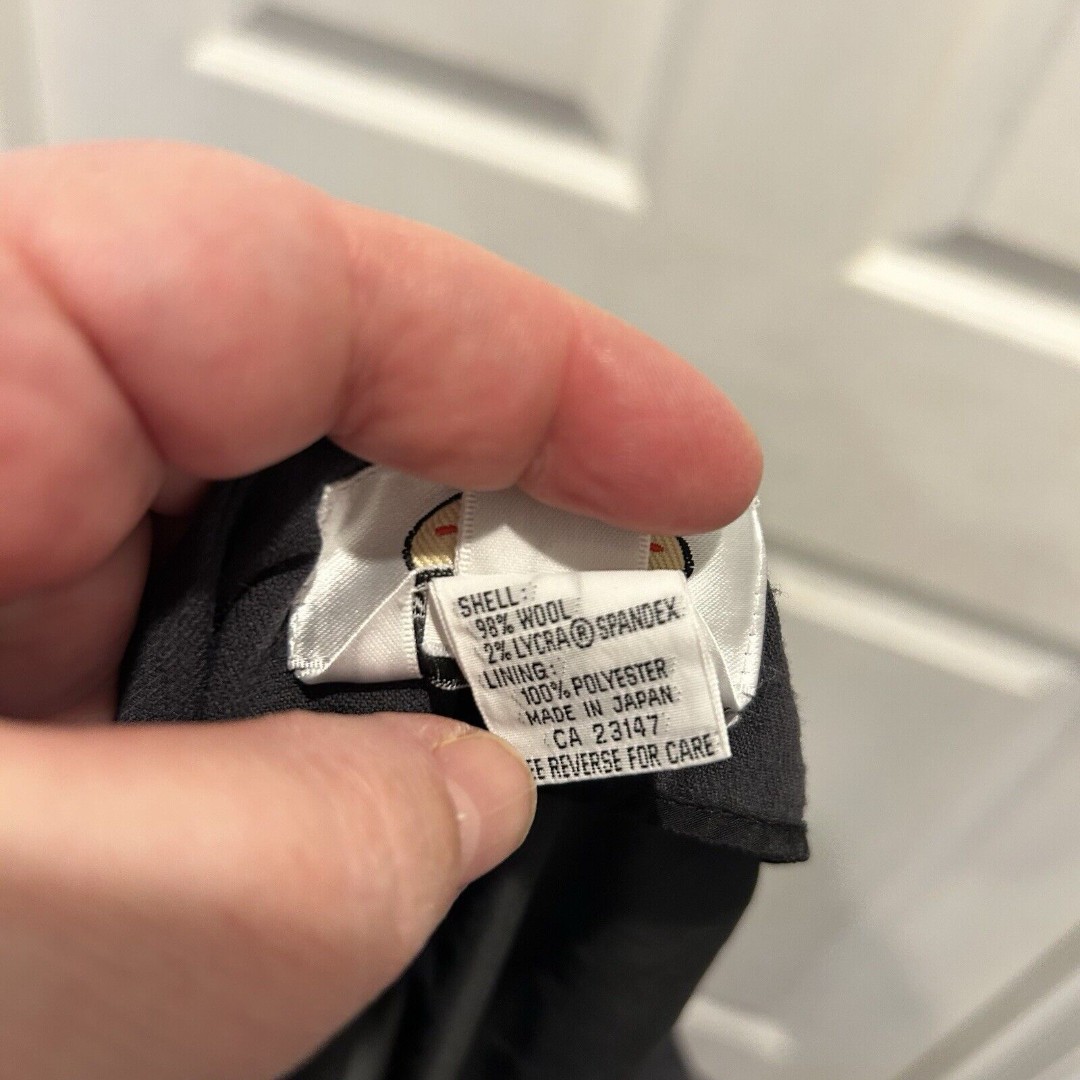 SHELL:
98% WOOL
2% LYCRA® SPANDEX
LINING:
100% POLYESTER
MADE IN JAPAN
CA 23147
REVERSE FOR CARE